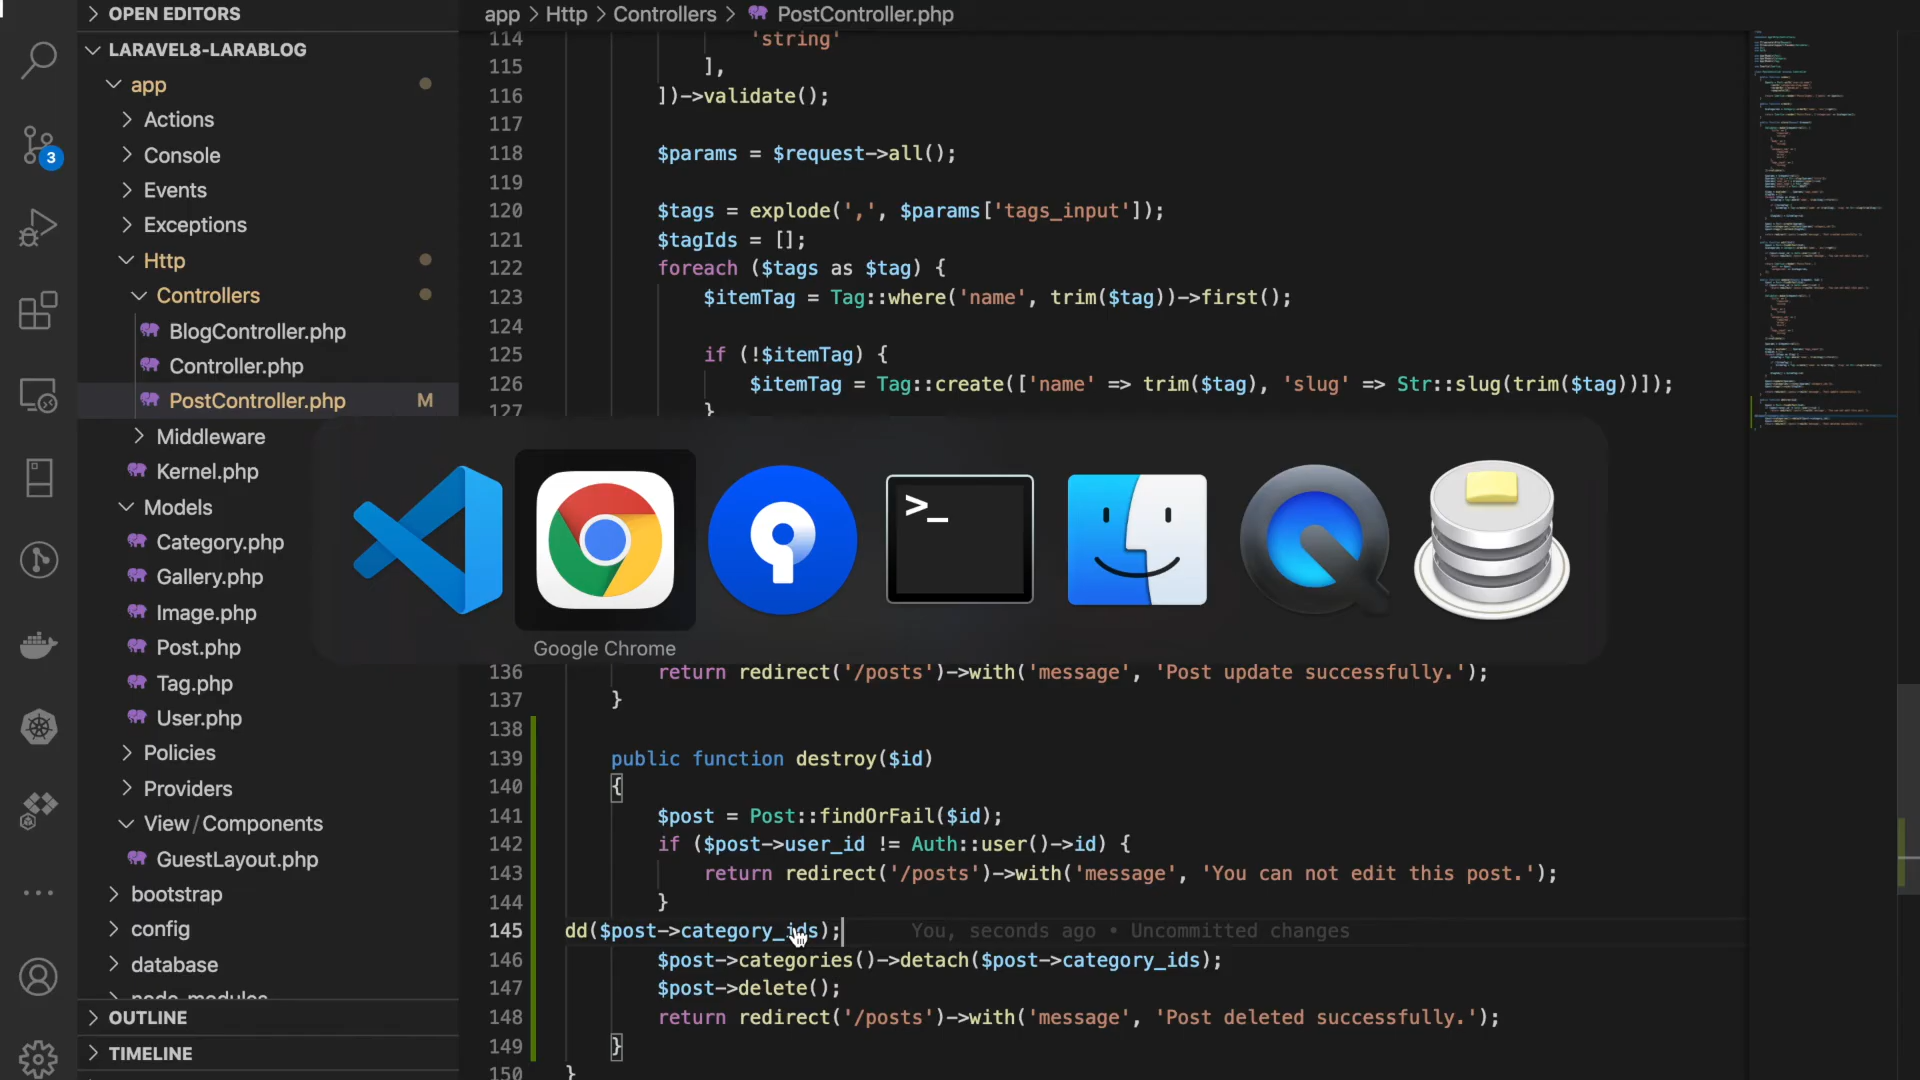 OPEN EDITORS
LARAVEL8-LARABLOG
app
Actions
Console
Events
Exceptions
Http
Controllers
BlogController.php
Controller.php
PostController.php M
Middleware
Kernel.php
Models
Category.php
Gallery.php
Image.php
Post.php
Tag.php
User.php
Policies
Providers
View/Components
GuestLayout.php
bootstrap
config
database
node_modules
OUTLINE
TIMELINE
3
app > Http > Controllers > PostController.php
114 'string'
115 ],
116 ])->validate();
117
118 $params = $request->all();
119
120 $tags = explode(',', $params['tags_input']);
121 $tagIds = [];
122 foreach ($tags as $tag) {
123 $itemTag = Tag::where('name', trim($tag))->first();
124
125 if (!$itemTag) {
126 $itemTag = Tag::create(['name' => trim($tag), 'slug' => Str::slug(trim($tag))]);
127 }
>_
Google Chrome
136 return redirect('/posts')->with('message', 'Post update successfully.');
137 }
138
139 public function destroy($id)
140 {
141 $post = Post::findOrFail($id);
142 if ($post->user_id != Auth::user()->id) {
143 return redirect('/posts')->with('message', 'You can not edit this post.');
144 }
145 dd($post->category_ids); You, seconds ago • Uncommitted changes
146 $post->categories()->detach($post->category_ids);
147 $post->delete();
148 return redirect('/posts')->with('message', 'Post deleted successfully.');
149 }
150 }